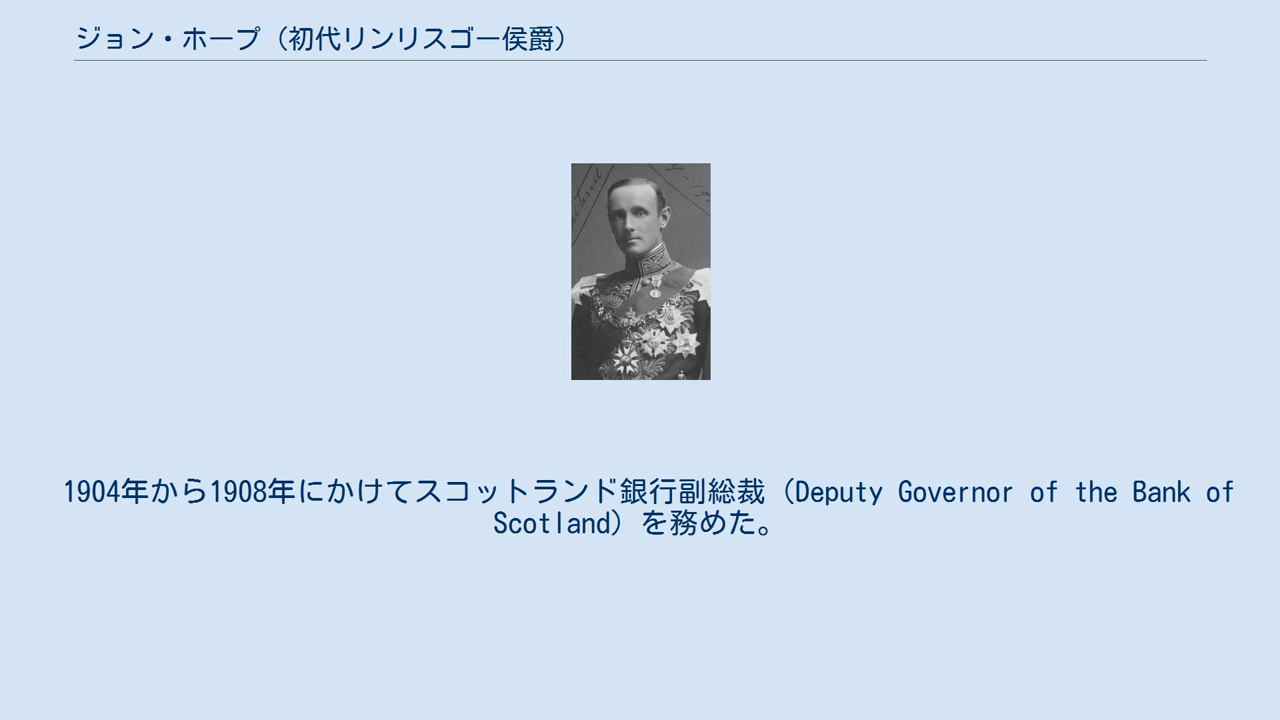 ジョン・ホープ（初代リンリスゴー侯爵）
1904年から1908年にかけてスコットランド銀行副総裁（Deputy Governor of the Bank of
Scotland）を務めた。